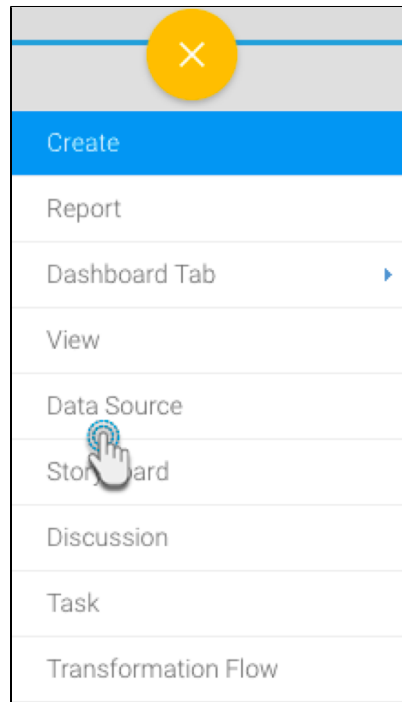 Create
Report
Dashboard Tab
View
Data Source
Discussion
Task
Transformation Flow